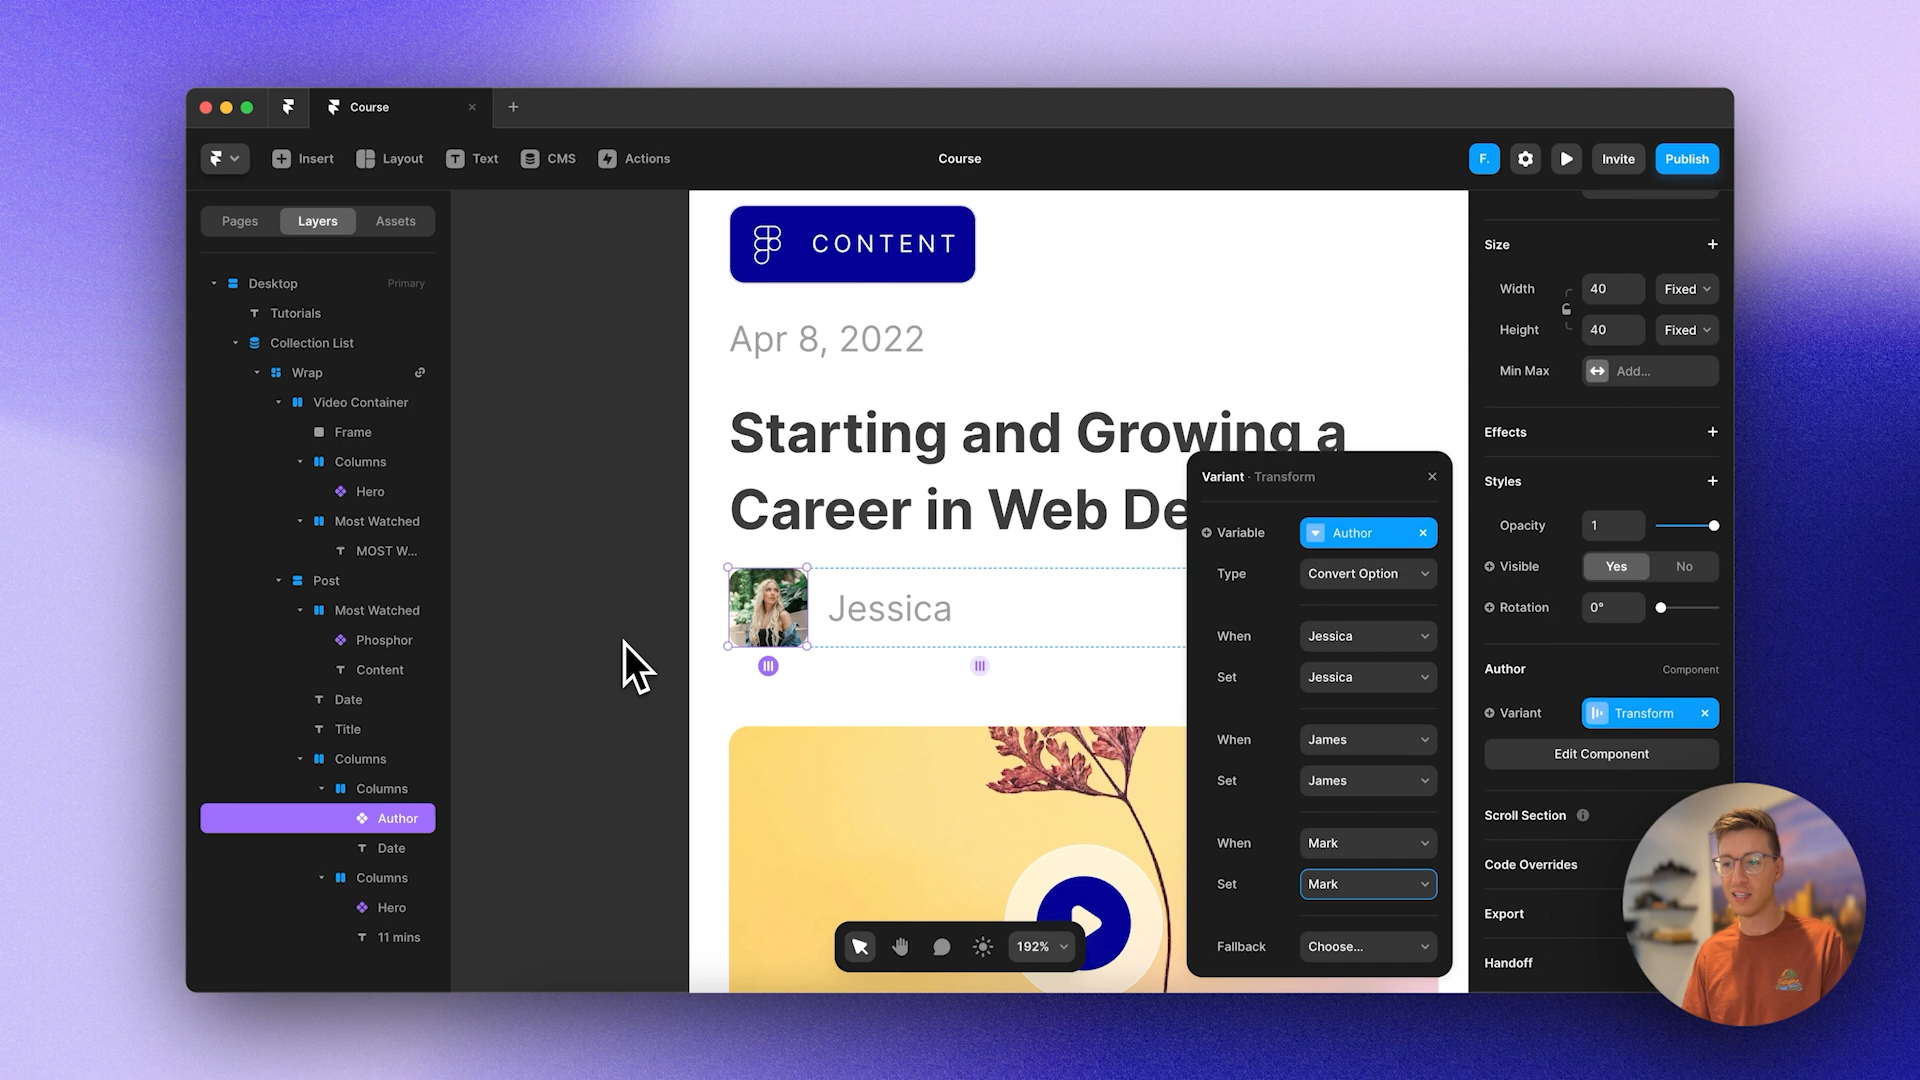 Course
Insert
Layout
Text
CMS
Actions
Course
F.
Invite
Publish
Pages
Layers
Assets
Desktop
Primary
Tutorials
Collection List
Wrap
Video Container
Frame
Columns
Hero
Most Watched
MOST W...
Post
Most Watched
Phosphor
Content
Date
Title
Columns
Columns
Author
Date
Columns
Hero
11 mins
CONTENT
Apr 8, 2022
Starting and Growing a
Career in Web De
Jessica
192%
Variant · Transform
Variable
Author
Type
Convert Option
When
Jessica
Set
Jessica
When
James
Set
James
When
Mark
Set
Mark
Fallback
Choose...
Size
Width
40
Fixed
Height
40
Fixed
Min Max
Add...
Effects
Styles
Opacity
1
Visible
Yes
No
Rotation
0°
Author
Component
Variant
Transform
Edit Component
Scroll Section
Code Overrides
Export
Handoff